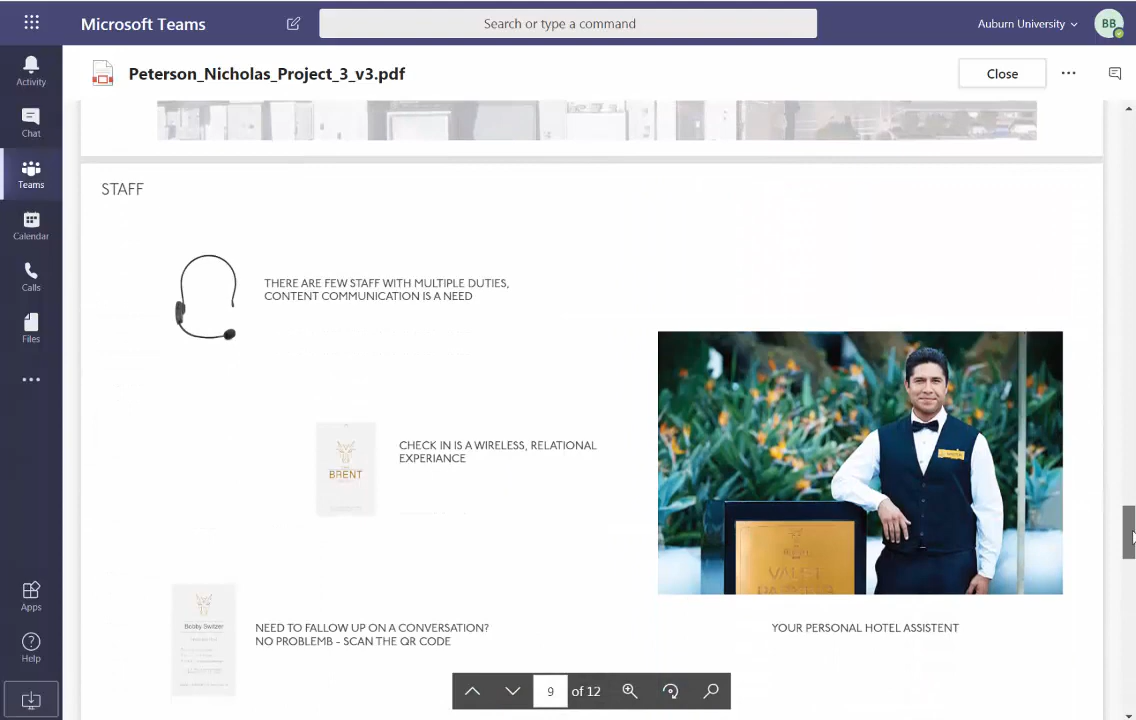 Microsoft Teams
Search or type a command
Auburn University
BB
Activity
Chat
Teams
Calendar
Calls
Files
Apps
Help
Peterson_Nicholas_Project_3_v3.pdf
Close
STAFF
THERE ARE FEW STAFF WITH MULTIPLE DUTIES,
CONTENT COMMUNICATION IS A NEED
BRENT
CHECK IN IS A WIRELESS, RELATIONAL
EXPERIANCE
VALET
Bobby Switzer
NEED TO FALLOW UP ON A CONVERSATION?
NO PROBLEMB - SCAN THE QR CODE
YOUR PERSONAL HOTEL ASSISTENT
9 of 12